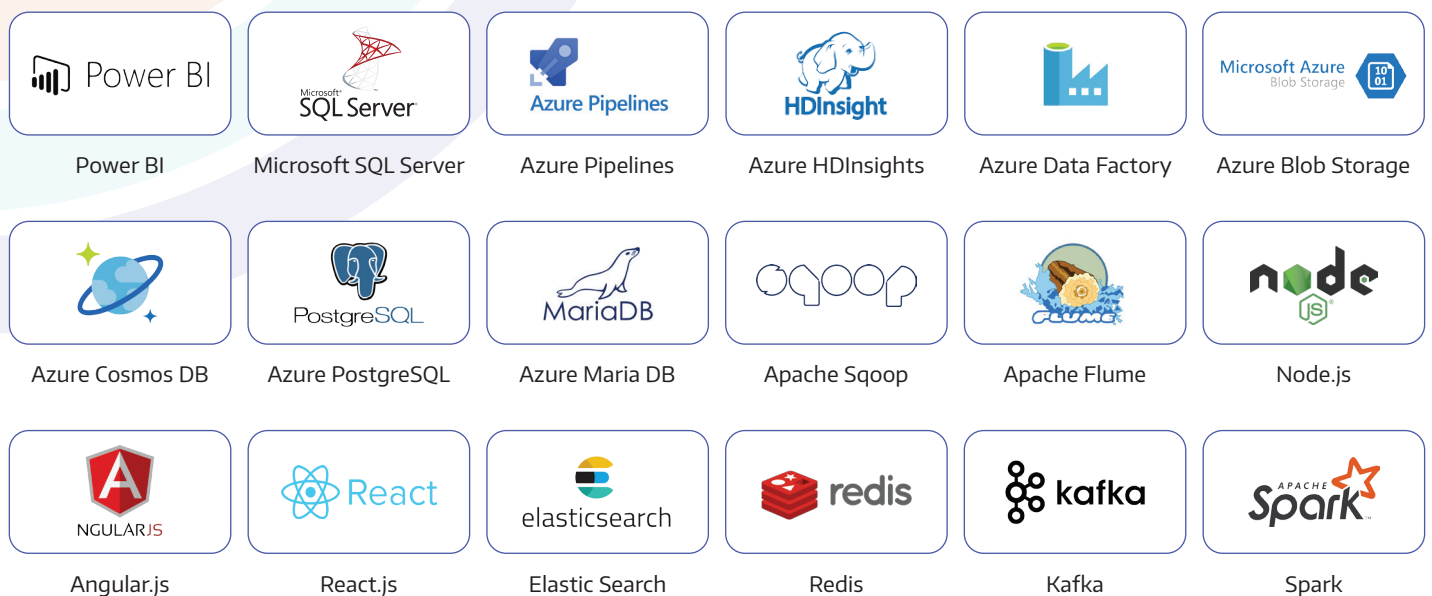 Power BI
Microsoft®
SQL Server®
Azure Pipelines
HDInsight
Microsoft Azure
Blob Storage
10
01
Power BI
Microsoft SQL Server
Azure Pipelines
Azure HDInsights
Azure Data Factory
Azure Blob Storage
PostgreSQL
MariaDB
sqoop
FLUME
node
JS®
Azure Cosmos DB
Azure PostgreSQL
Azure Maria DB
Apache Sqoop
Apache Flume
Node.js
A
NGULARJS
React
elasticsearch
redis
kafka
APACHE
Spark™
Angular.js
React.js
Elastic Search
Redis
Kafka
Spark